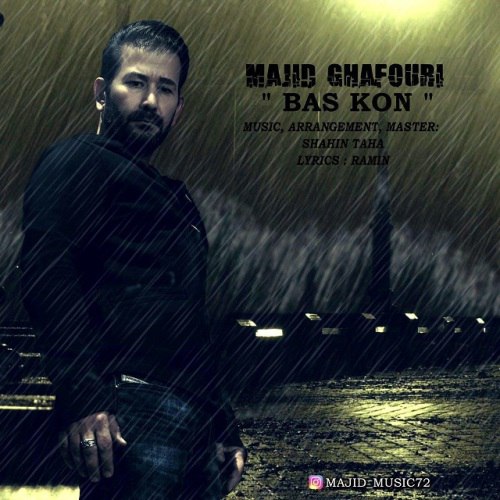 MAJID GHAFOURI
" BAS KON "
MUSIC, ARRANGEMENT, MASTER:
SHAHIN TAHA
LYRICS : RAMIN
MAJID_MUSIC72